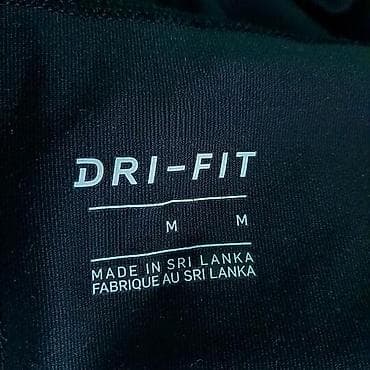 DRI-FIT
M M
MADE IN SRI LANKA
FABRIQUE AU SRI LANKA